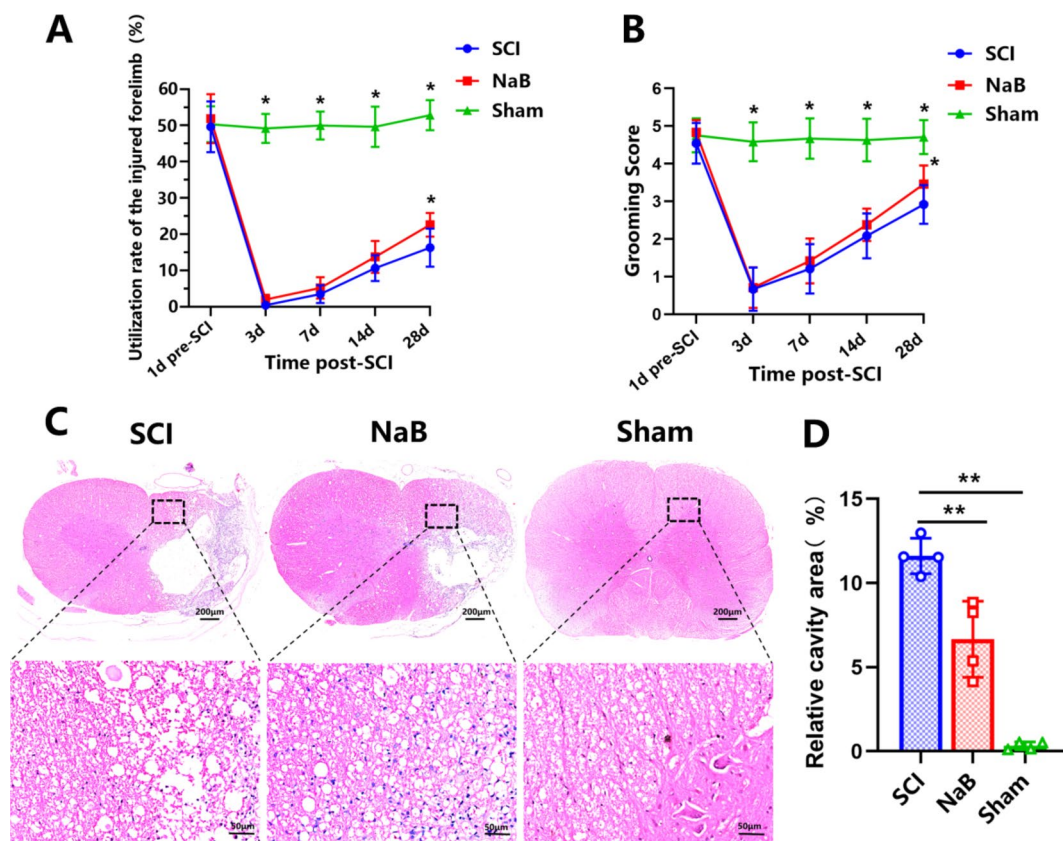 A
Utilization rate of the injured forelimb (%)
SCI
NaB
Sham
60
50
40
30
20
10
0
* * * *
*
1d pre-SCI 3d 7d 14d 28d
Time post-SCI
B
Grooming Score
SCI
NaB
Sham
6
5
4
3
2
1
0
* * * *
*
1d pre-SCI 3d 7d 14d 28d
Time post-SCI
C
SCI NaB Sham
200μm 200μm 200μm
50μm 50μm 50μm
D
Relative cavity area( %)
15
10
5
0
**
**
SCI NaB Sham